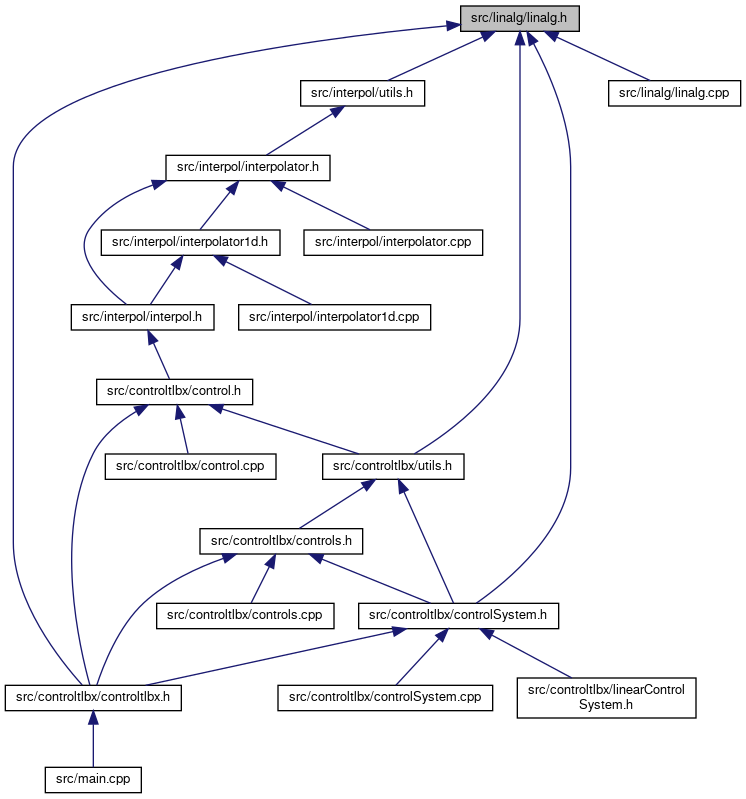 src/linalg/linalg.h
src/interpol/utils.h
src/linalg/linalg.cpp
src/interpol/interpolator.h
src/interpol/interpolator1d.h
src/interpol/interpolator.cpp
src/interpol/interpol.h
src/interpol/interpolator1d.cpp
src/controltlbx/control.h
src/controltlbx/control.cpp
src/controltlbx/utils.h
src/controltlbx/controls.h
src/controltlbx/controls.cpp
src/controltlbx/controlSystem.h
src/controltlbx/controltlbx.h
src/controltlbx/controlSystem.cpp
src/controltlbx/linearControl
System.h
src/main.cpp